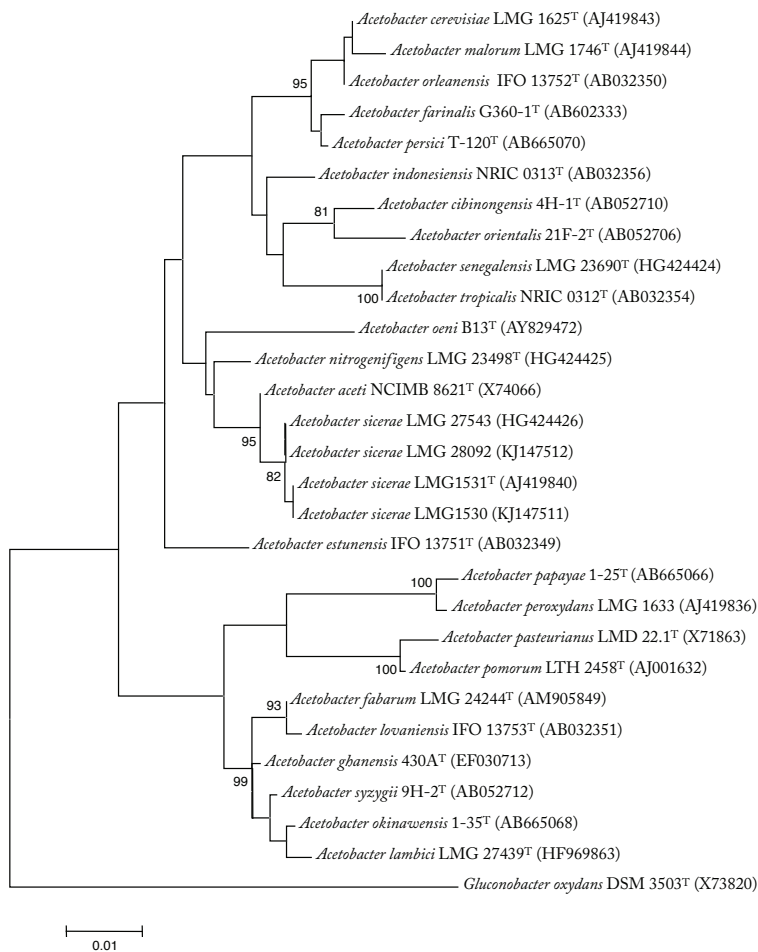 Acetobacter cerevisiae LMG 1625ᵀ (AJ419843)
Acetobacter malorum LMG 1746ᵀ (AJ419844)
95
Acetobacter orleanensis IFO 13752ᵀ (AB032350)
Acetobacter farinalis G360-1ᵀ (AB602333)
Acetobacter persici T-120ᵀ (AB665070)
Acetobacter indonesiensis NRIC 0313ᵀ (AB032356)
Acetobacter cibinongensis 4H-1ᵀ (AB052710)
81
Acetobacter orientalis 21F-2ᵀ (AB052706)
Acetobacter senegalensis LMG 23690ᵀ (HG424424)
100
Acetobacter tropicalis NRIC 0312ᵀ (AB032354)
Acetobacter oeni B13ᵀ (AY829472)
Acetobacter nitrogenifigens LMG 23498ᵀ (HG424425)
Acetobacter aceti NCIMB 8621ᵀ (X74066)
Acetobacter sicerae LMG 27543 (HG424426)
95
Acetobacter sicerae LMG 28092 (KJ147512)
82
Acetobacter sicerae LMG1531ᵀ (AJ419840)
Acetobacter sicerae LMG1530 (KJ147511)
Acetobacter estunensis IFO 13751ᵀ (AB032349)
Acetobacter papayae 1-25ᵀ (AB665066)
100
Acetobacter peroxydans LMG 1633 (AJ419836)
Acetobacter pasteurianus LMD 22.1ᵀ (X71863)
100
Acetobacter pomorum LTH 2458ᵀ (AJ001632)
Acetobacter fabarum LMG 24244ᵀ (AM905849)
93
Acetobacter lovaniensis IFO 13753ᵀ (AB032351)
Acetobacter ghanensis 430Aᵀ (EF030713)
99
Acetobacter syzygii 9H-2ᵀ (AB052712)
Acetobacter okinawensis 1-35ᵀ (AB665068)
Acetobacter lambici LMG 27439ᵀ (HF969863)
Gluconobacter oxydans DSM 3503ᵀ (X73820)
0.01